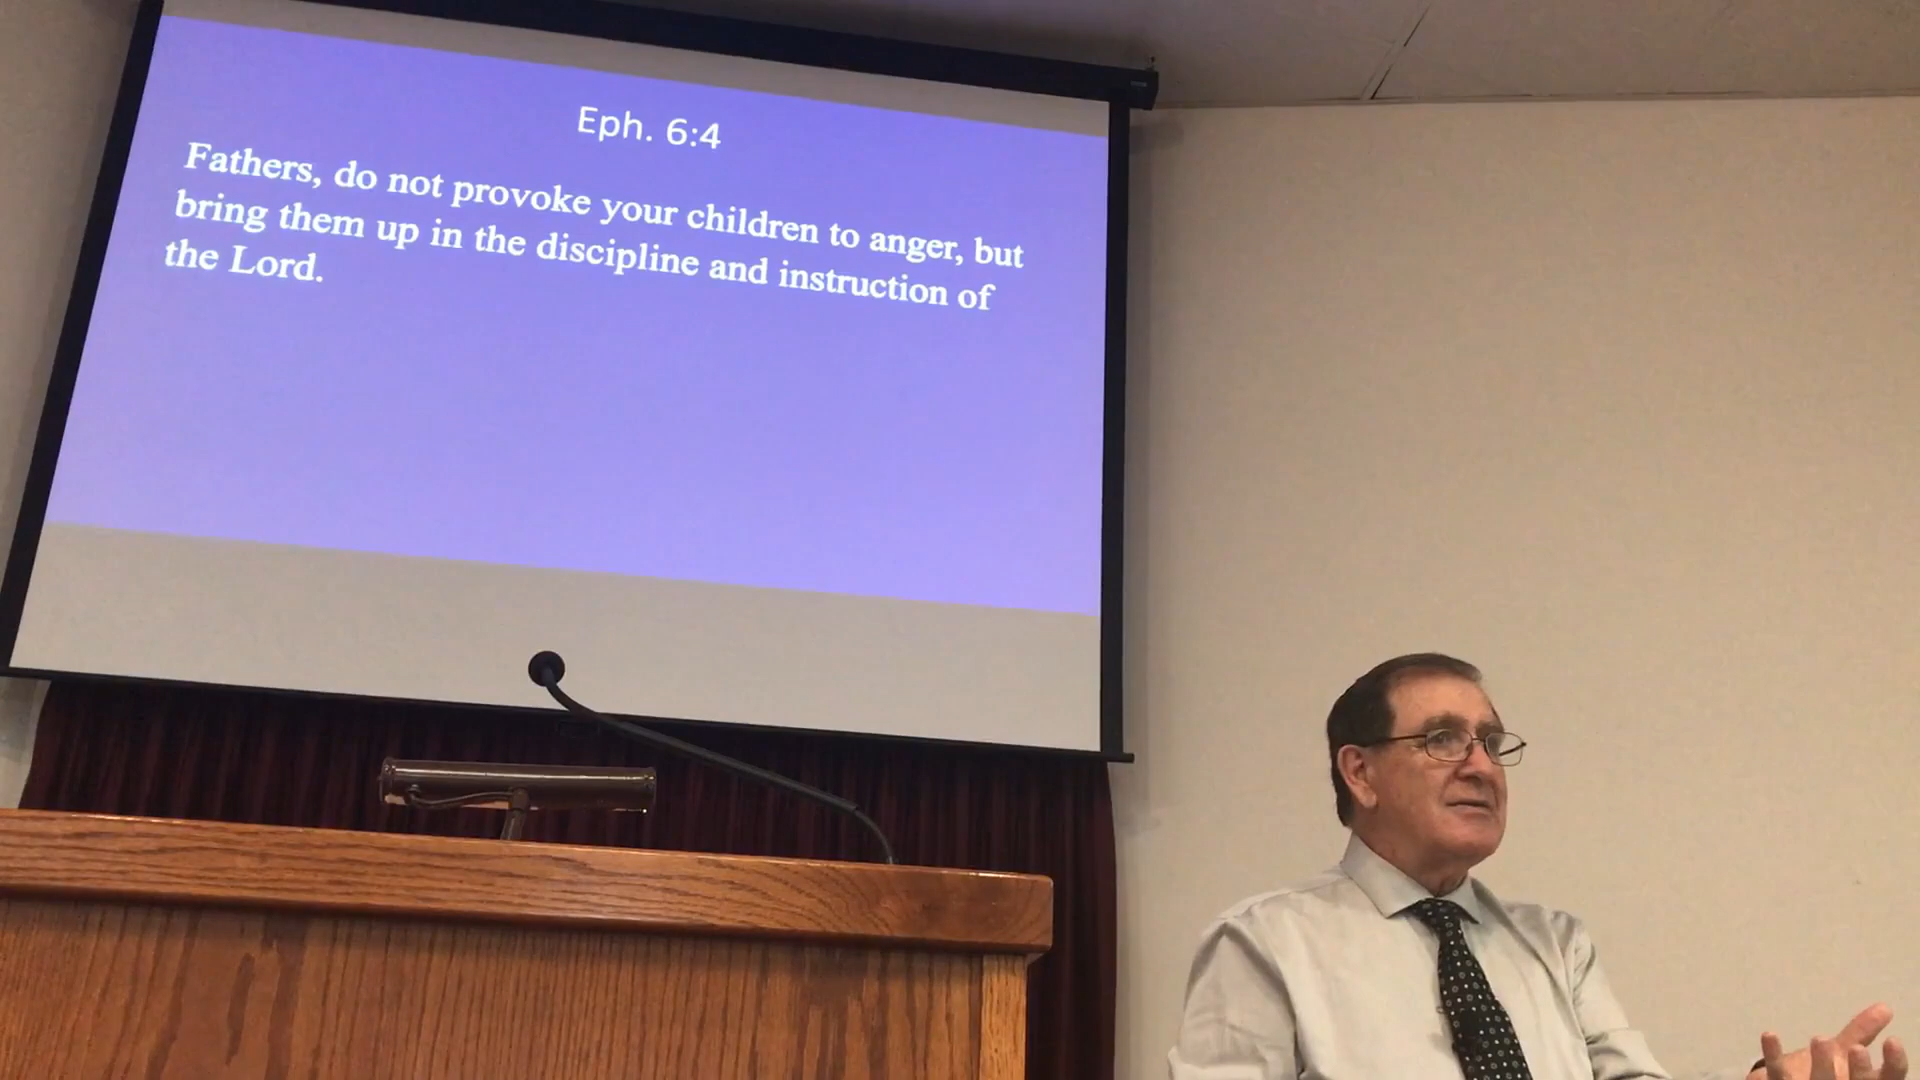 Eph. 6:4
Fathers, do not provoke your children to anger, but
bring them up in the discipline and instruction of
the Lord.